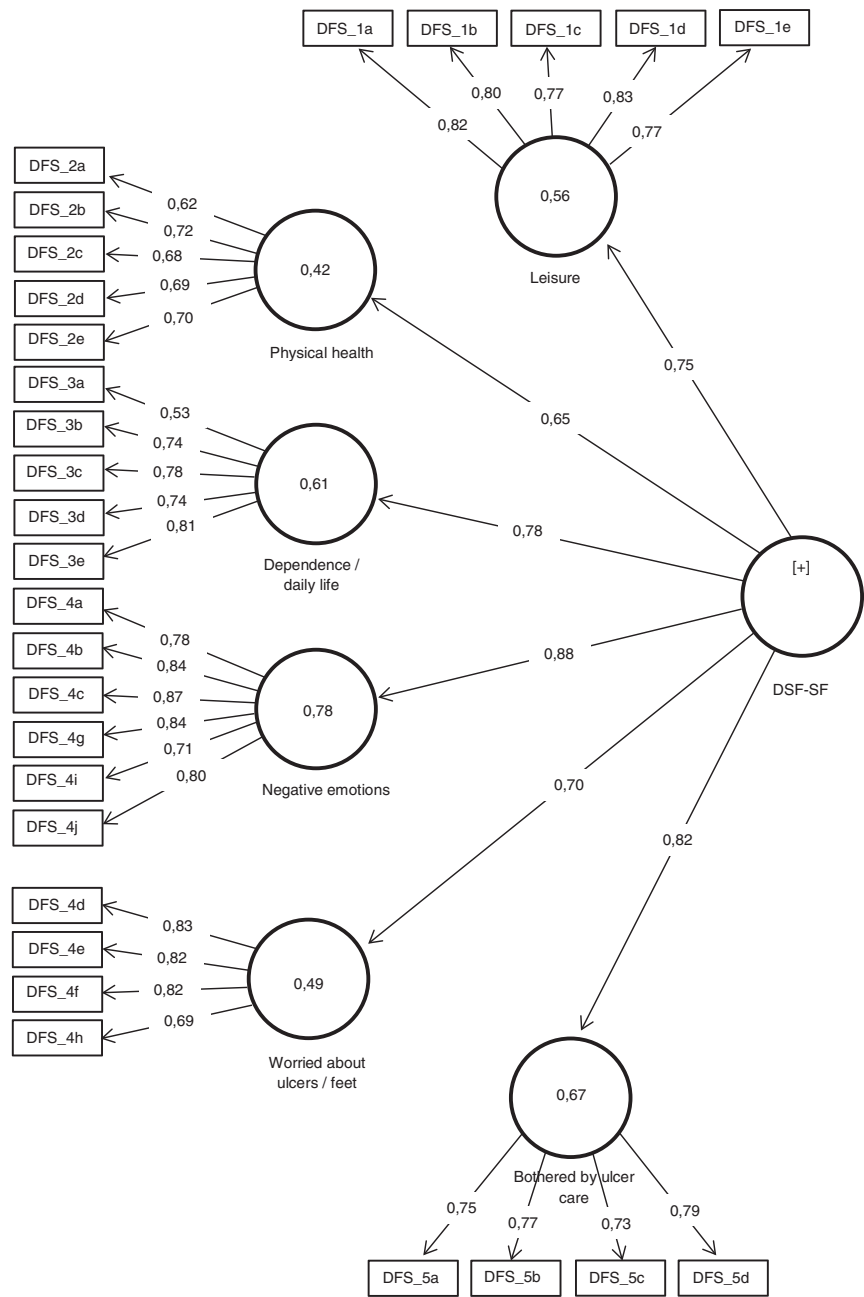 DFS_1a
DFS_1b
DFS_1c
DFS_1d
DFS_1e
0,82
0,80
0,77
0,83
0,77
0,56
Leisure
DFS_2a
DFS_2b
DFS_2c
DFS_2d
DFS_2e
0,62
0,72
0,68
0,69
0,70
0,42
Physical health
DFS_3a
DFS_3b
DFS_3c
DFS_3d
DFS_3e
0,53
0,74
0,78
0,74
0,81
0,61
Dependence /
daily life
DFS_4a
DFS_4b
DFS_4c
DFS_4g
DFS_4i
DFS_4j
0,78
0,84
0,87
0,84
0,71
0,80
0,78
Negative emotions
DFS_4d
DFS_4e
DFS_4f
DFS_4h
0,83
0,82
0,82
0,69
0,49
Worried about
ulcers / feet
0,75
0,65
0,78
0,88
0,70
0,82
[+]
DSF-SF
0,67
Bothered by ulcer
care
0,75
0,77
0,73
0,79
DFS_5a
DFS_5b
DFS_5c
DFS_5d